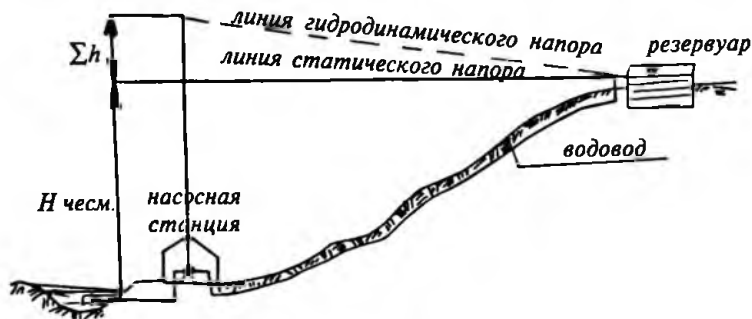 линия гидродинамического напора
резервуар
Σh
линия статического напора
водовод
H чесм.
насосная
станция